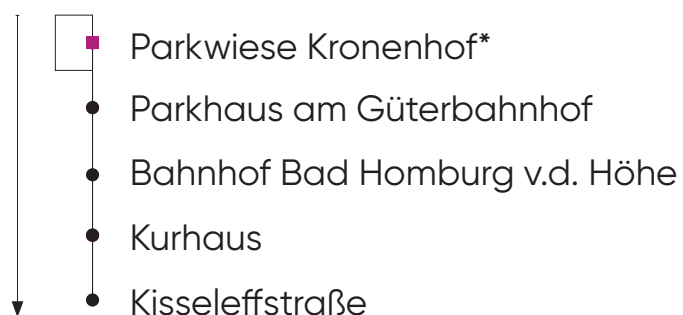 Parkwiese Kronenhof*
Parkhaus am Güterbahnhof
Bahnhof Bad Homburg v.d. Höhe
Kurhaus
Kisseleffstraße